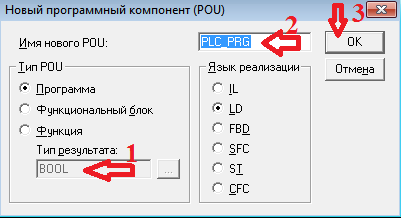 Новый программный компонент (POU)
3
Имя нового POU: PLC_PRG 2 OK
Тип POU
Язык реализации
Отмена
Программа
Функциональный блок
Функция
Тип результата:
BOOL ... 1
IL
LD
FBD
SFC
ST
CFC